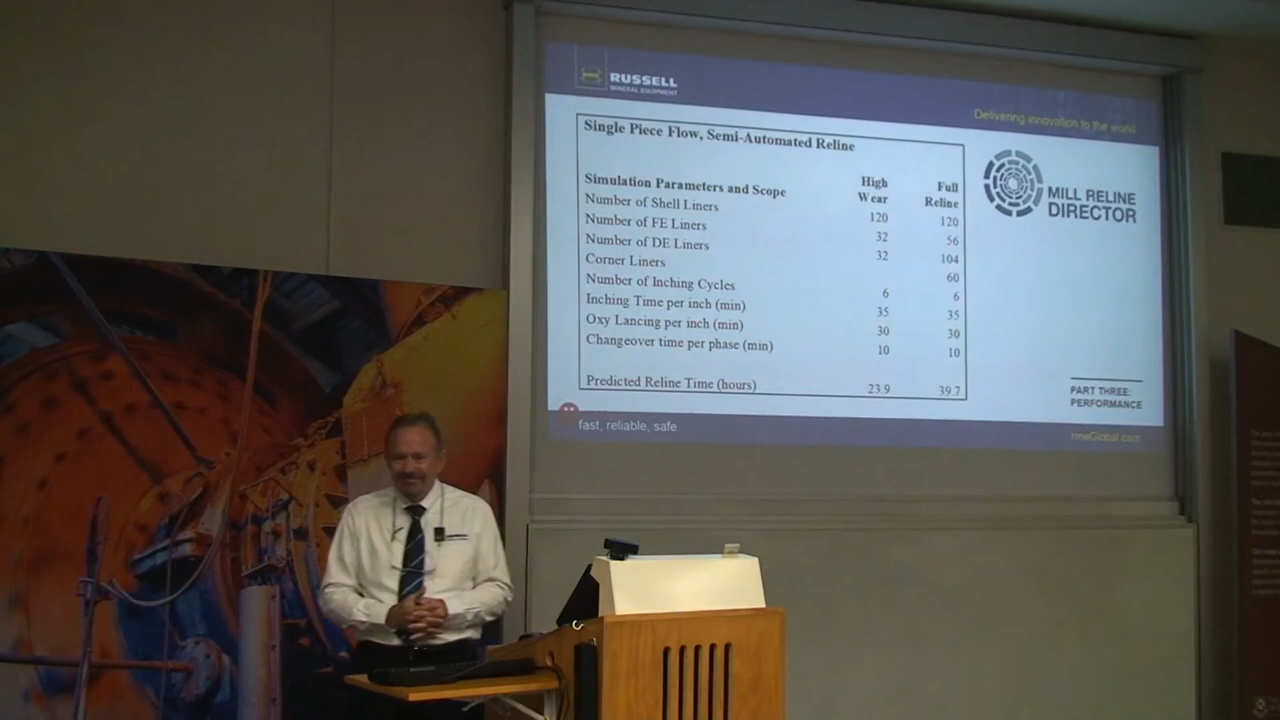 RUSSELL
MINERAL EQUIPMENT
Delivering innovation to the world
Single Piece Flow, Semi-Automated Reline
Simulation Parameters and Scope High Wear Full Reline
Number of Shell Liners 120 120
Number of FE Liners 32 56
Number of DE Liners 32 104
Corner Liners 60
Number of Inching Cycles 6 6
Inching Time per inch (min) 35 35
Oxy Lancing per inch (min) 30 30
Changeover time per phase (min) 10 10
Predicted Reline Time (hours) 23.9 39.7
MILL RELINE
DIRECTOR
PART THREE:
PERFORMANCE
fast, reliable, safe
rmeGlobal.com